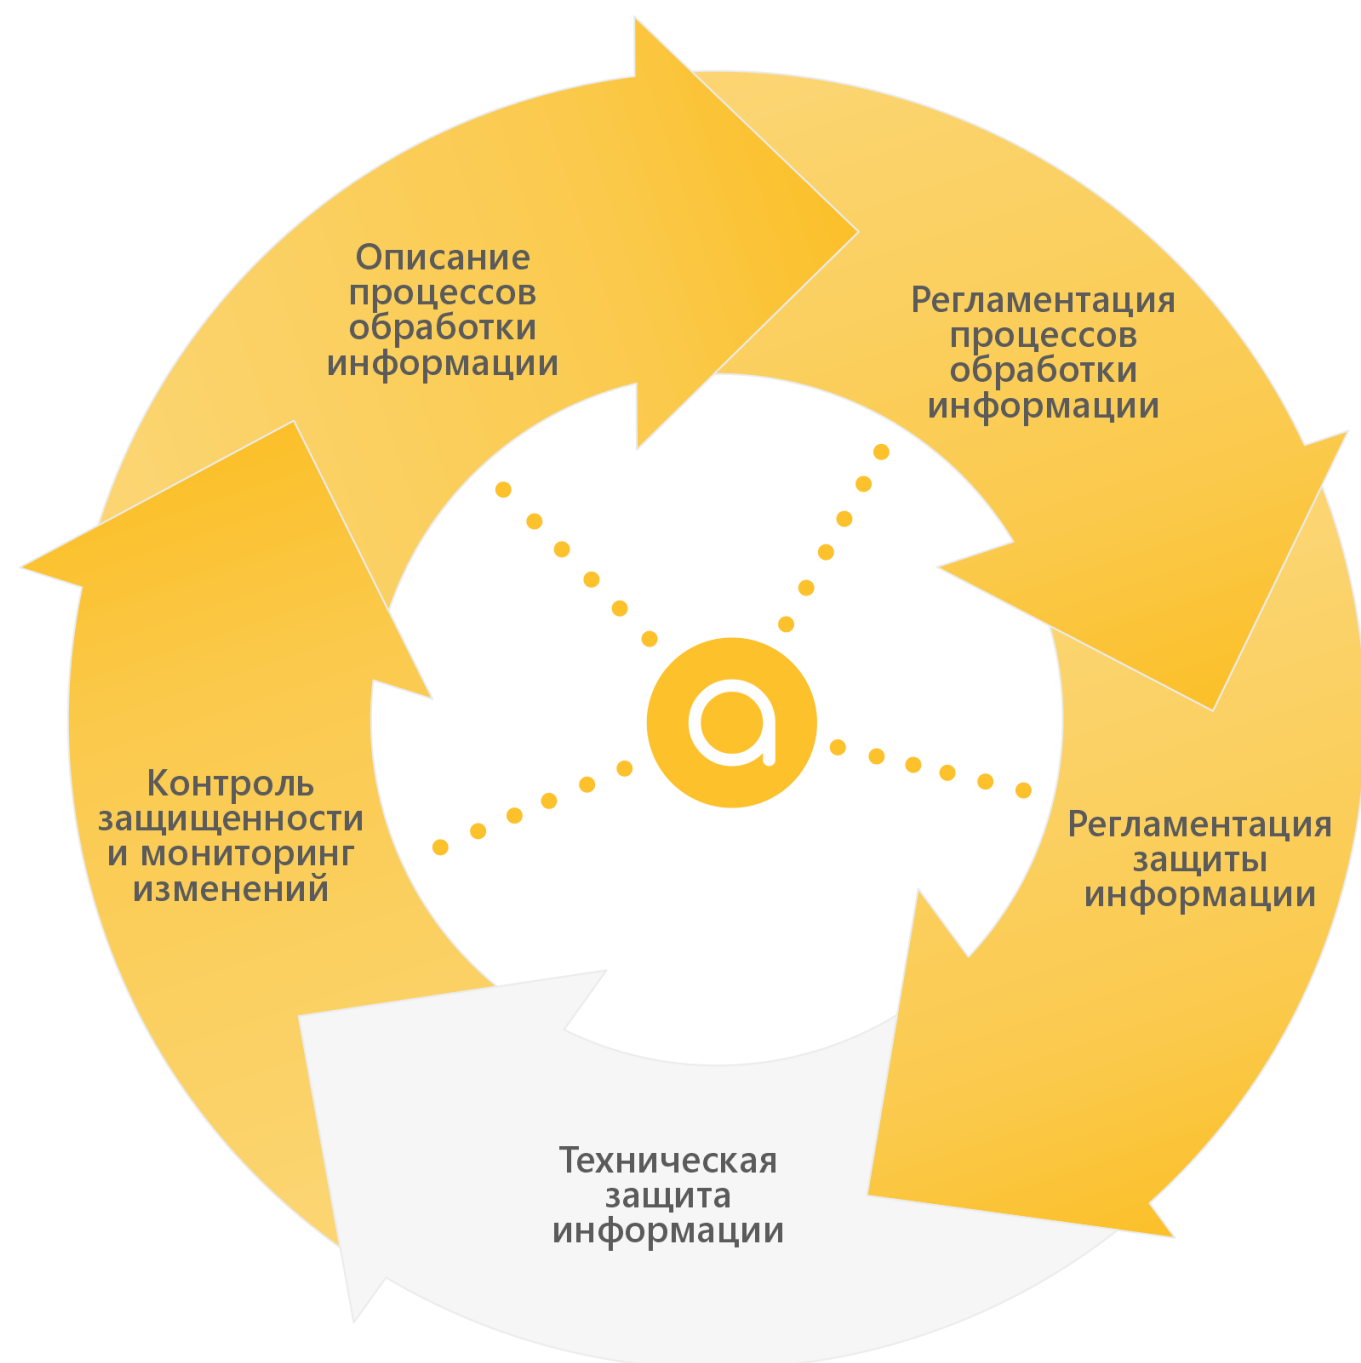 Описание
процессов
обработки
информации
Регламентация
процессов
обработки
информации
Регламентация
защиты
информации
Техническая
защита
информации
Контроль
защищенности
и мониторинг
изменений
a